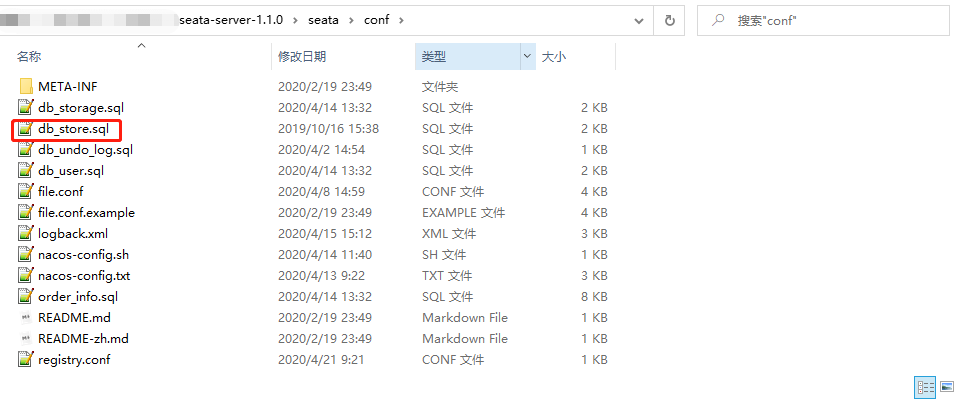 seata-server-1.1.0 › seata › conf ›
搜索"conf"
名称 修改日期 类型 大小
META-INF 2020/2/19 23:49 文件夹
db_storage.sql 2020/4/14 13:32 SQL 文件 2 KB
db_store.sql 2019/10/16 15:38 SQL 文件 2 KB
db_undo_log.sql 2020/4/2 14:54 SQL 文件 1 KB
db_user.sql 2020/4/14 13:32 SQL 文件 2 KB
file.conf 2020/4/8 14:59 CONF 文件 4 KB
file.conf.example 2020/2/19 23:49 EXAMPLE 文件 4 KB
logback.xml 2020/4/15 15:12 XML 文件 3 KB
nacos-config.sh 2020/4/14 11:40 SH 文件 1 KB
nacos-config.txt 2020/4/13 9:22 TXT 文件 3 KB
order_info.sql 2020/4/14 13:32 SQL 文件 8 KB
README.md 2020/2/19 23:49 Markdown File 1 KB
README-zh.md 2020/2/19 23:49 Markdown File 1 KB
registry.conf 2020/4/21 9:21 CONF 文件 1 KB